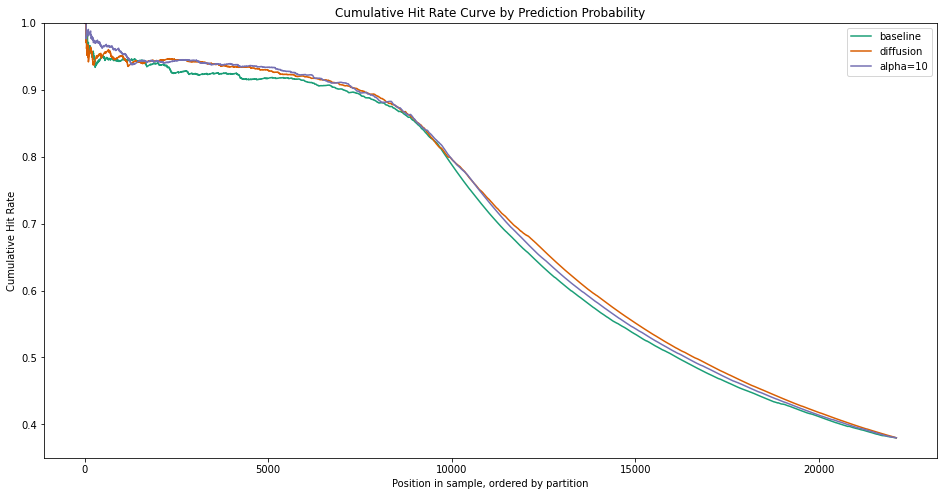 Cumulative Hit Rate Curve by Prediction Probability
baseline
diffusion
alpha=10
1.0
0.9
0.8
0.7
0.6
0.5
0.4
Cumulative Hit Rate
0
5000
10000
15000
20000
Position in sample, ordered by partition